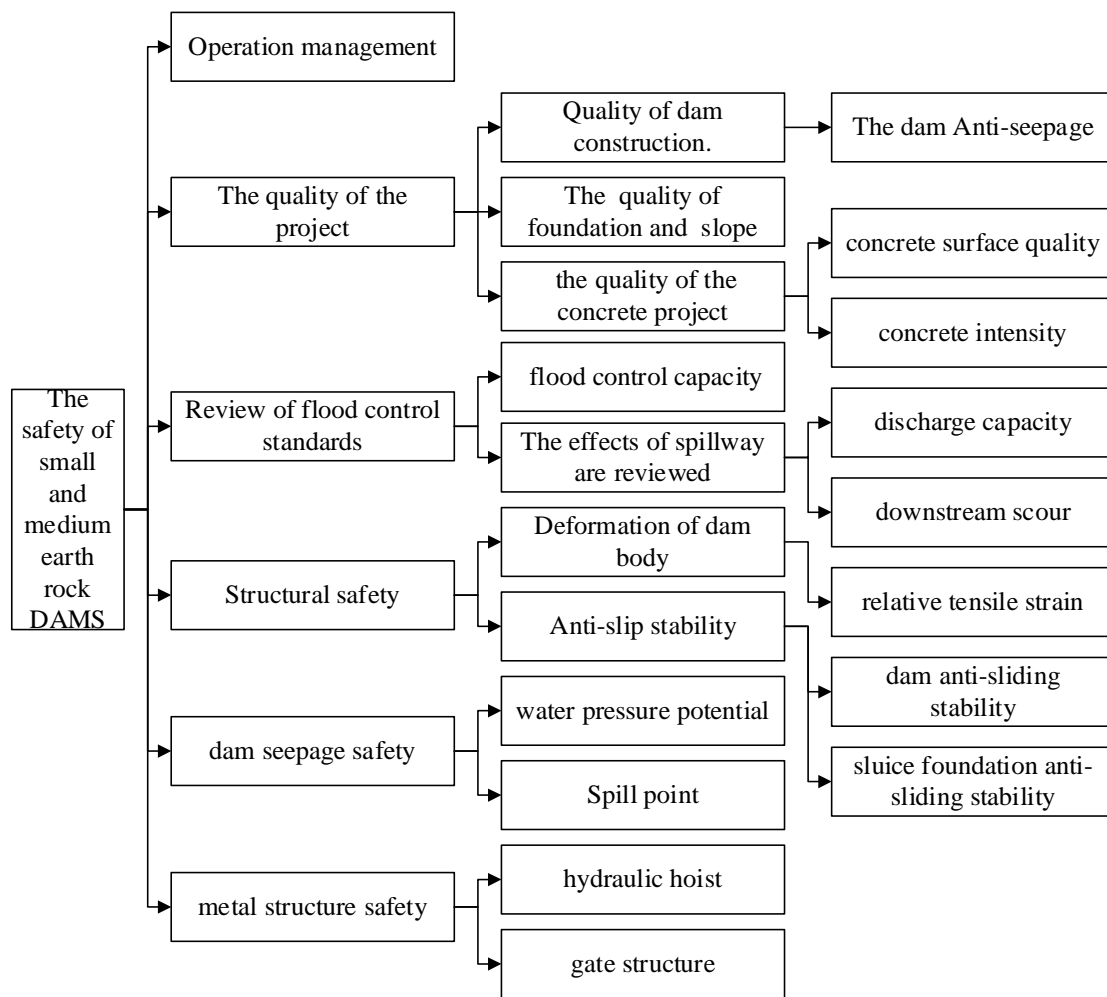 Operation management
Quality of dam
construction.
The dam Anti-seepage
The quality of the
project
The  quality of
foundation and  slope
concrete surface quality
the quality of the
concrete project
concrete intensity
flood control capacity
The
safety of
small
and
medium
earth
rock
DAMS
Review of flood control
standards
The effects of spillway
are reviewed
discharge capacity
downstream scour
Deformation of dam
body
Structural safety
relative tensile strain
Anti-slip stability
dam anti-sliding
stability
water pressure potential
dam seepage safety
sluice foundation anti-
sliding stability
Spill point
hydraulic hoist
metal structure safety
gate structure